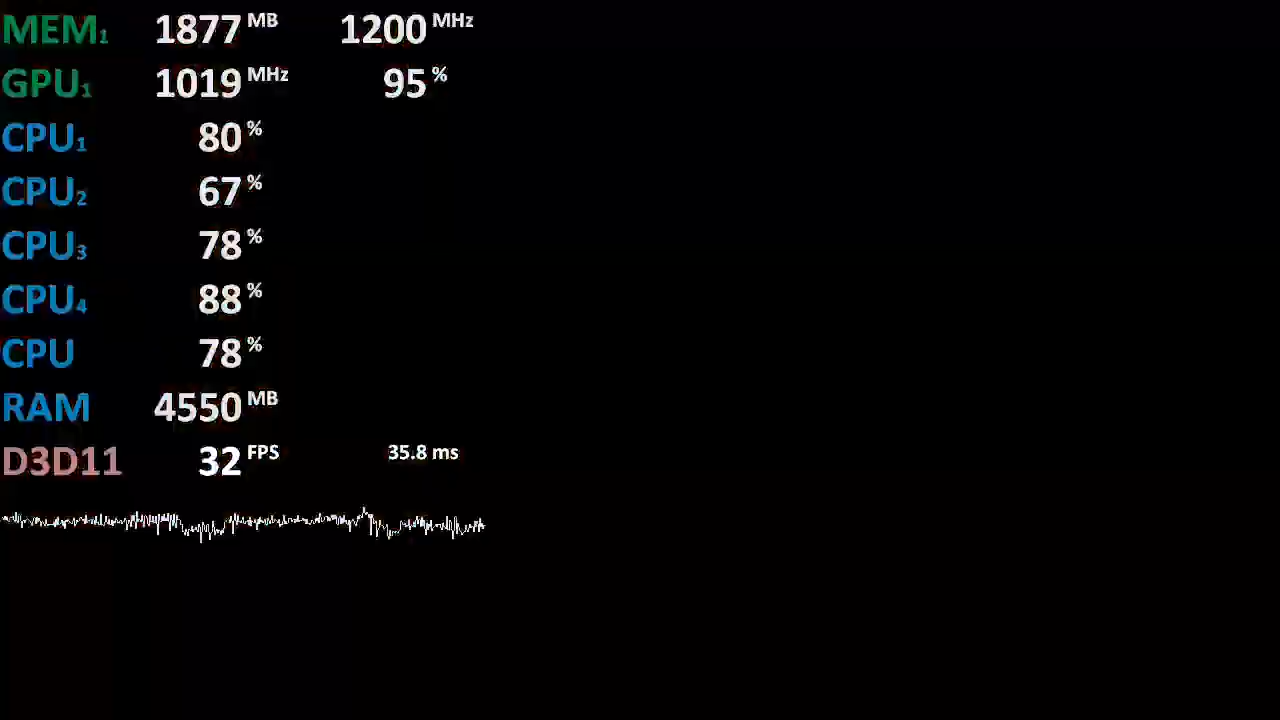 MEM1 1877 MB 1200 MHz
GPU1 1019 MHz 95 %
CPU1 80 %
CPU2 67 %
CPU3 78 %
CPU4 88 %
CPU 78 %
RAM 4550 MB
D3D11 32 FPS 35.8 ms